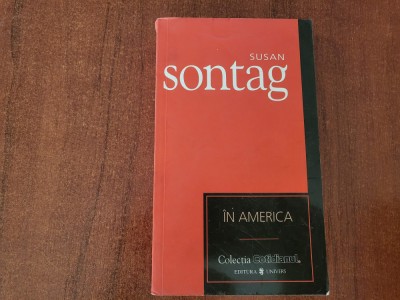 SUSAN
sontag
ÎN AMERICA
Colecția Cotidianul
EDITURA UNIVERS